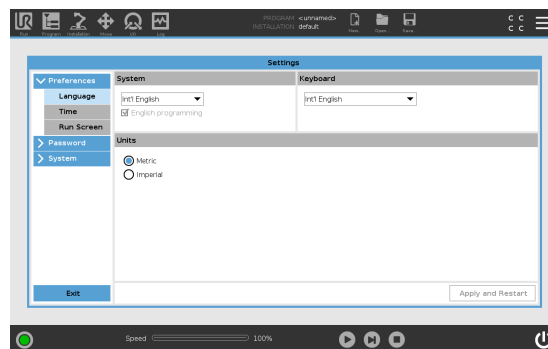 UR
PROGRAM <unnamed>
INSTALLATION default
Run Program Installation Move I/O Log
New... Open... Save...
C C
C C
Settings
Preferences
Language
Time
Run Screen
Password
System
Exit
System
Int'l English
English programming
Keyboard
Int'l English
Units
Metric
Imperial
Apply and Restart
Speed 100%